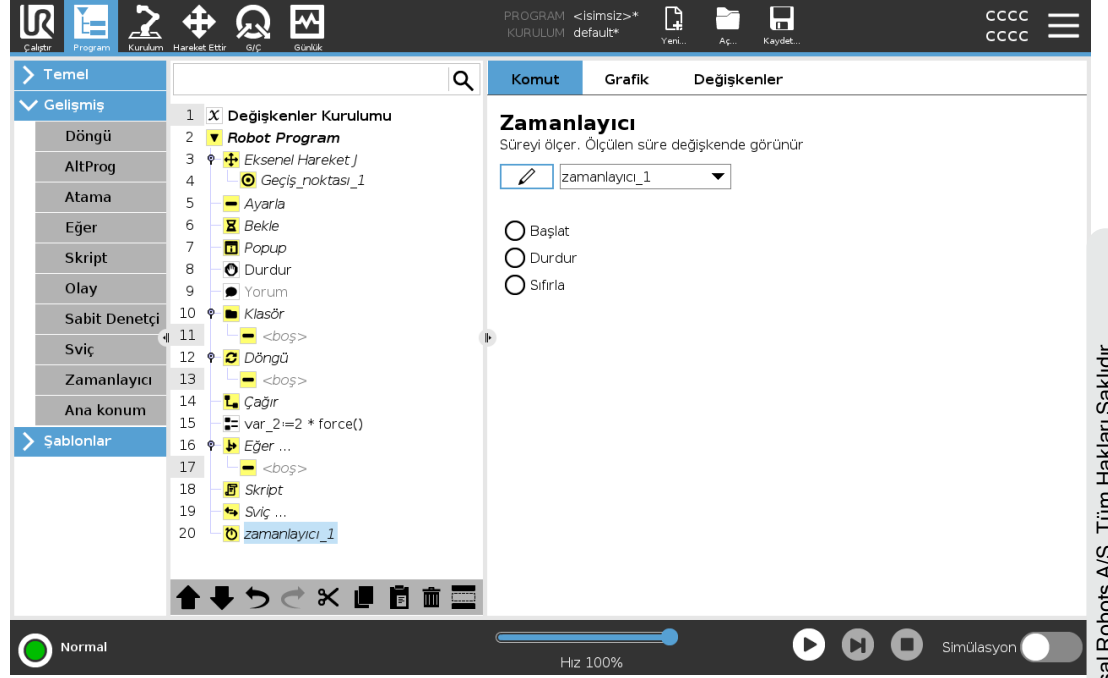 PROGRAM <isimsiz>*
KURULUM default*
Çalıştır
Program
Kurulum
Hareket Ettir
G/Ç
Günlük
Yeni...
Aç...
Kaydet...
cccc
cccc
Temel
Gelişmiş
Döngü
AltProg
Atama
Eğer
Skript
Olay
Sabit Denetçi
Sviç
Zamanlayıcı
Ana konum
Şablonlar
1 X Değişkenler Kurulumu
2 Robot Program
3 Eksenel Hareket J
4 Geçiş_noktası_1
5 Ayarla
6 Bekle
7 Popup
8 Durdur
9 Yorum
10 Klasör
11 <boş>
12 Döngü
13 <boş>
14 Çağır
15 var_2:=2 * force()
16 Eğer ...
17 <boş>
18 Skript
19 Sviç ...
20 zamanlayıcı_1
Komut
Grafik
Değişkenler
Zamanlayıcı
Süreyi ölçer. Ölçülen süre değişkende görünür
zamanlayıcı_1
Başlat
Durdur
Sıfırla
Normal
Hız 100%
Simülasyon
Robots A/S. Tüm Hakları Saklıdır.